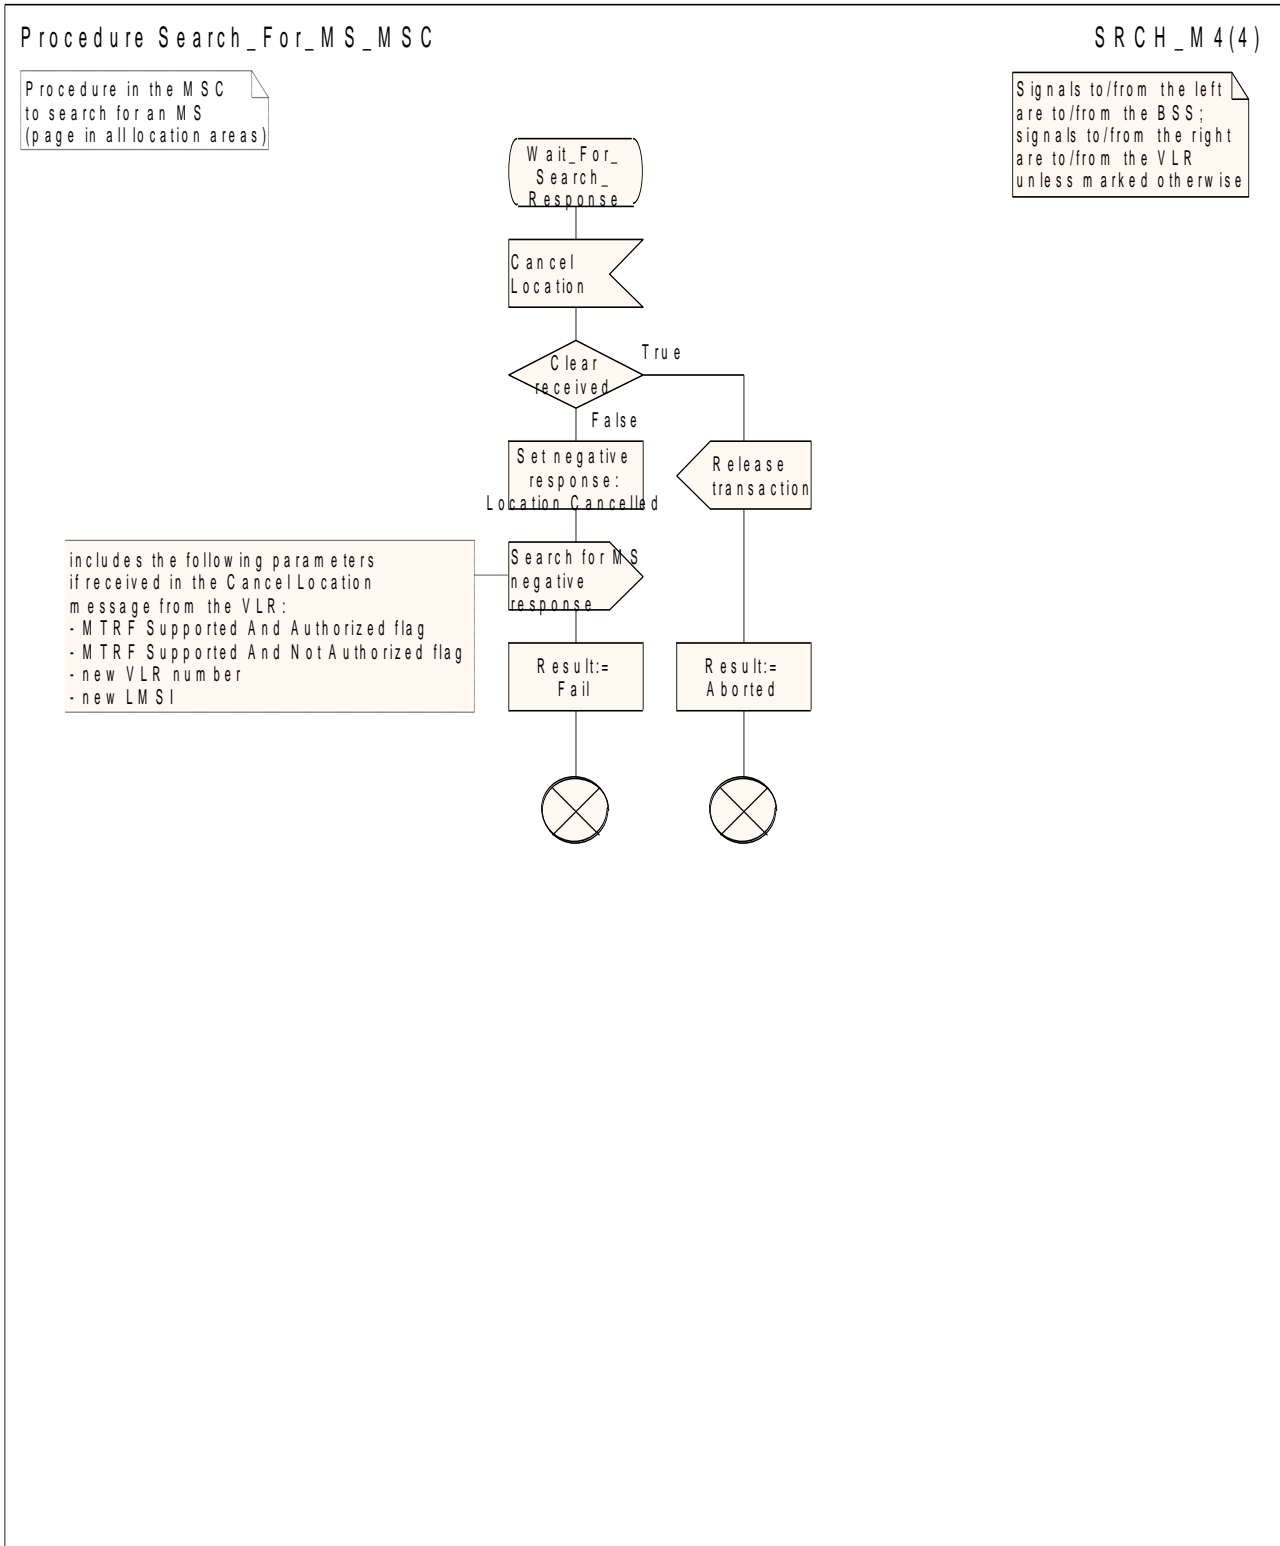 Procedure Search_For_MS_MSC
SRCH_M4(4)
Procedure in the MSC
to search for an MS
(page in all location areas)
Signals to/from the left
are to/from the BSS;
signals to/from the right
are to/from the VLR
unless marked otherwise
Wait_For_
Search_
Response
Cancel
Location
Clear
received
True
False
Set negative
response:
Location Cancelled
Release
transaction
includes the following parameters
if received in the Cancel Location
message from the VLR:
- MTRF Supported And Authorized flag
- MTRF Supported And Not Authorized flag
- new VLR number
- new LMSI
Search for MS
negative
response
Result:=
Fail
Result:=
Aborted